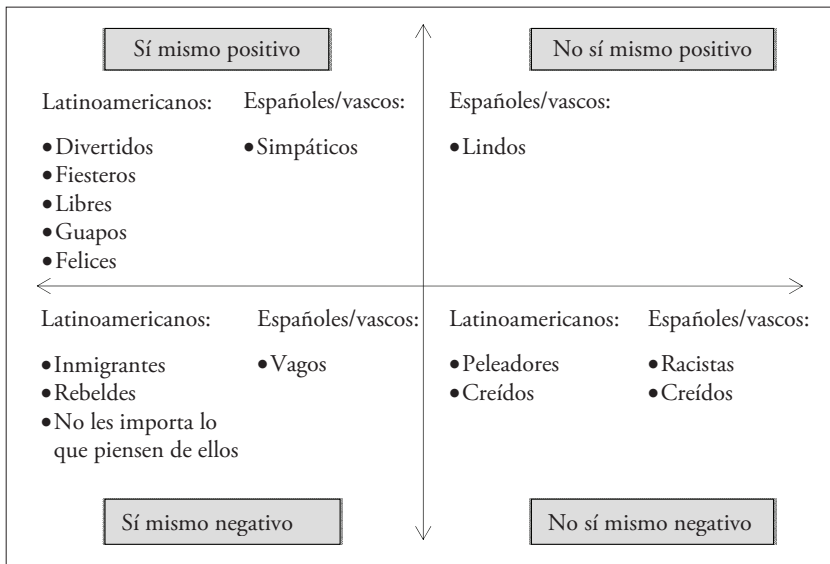 Sí mismo positivo
Latinoamericanos:
• Divertidos
• Fiesteros
• Libres
• Guapos
• Felices
Españoles/vascos:
• Simpáticos
No sí mismo positivo
Españoles/vascos:
• Lindos
Latinoamericanos:
• Inmigrantes
• Rebeldes
• No les importa lo
que piensen de ellos
Españoles/vascos:
• Vagos
Sí mismo negativo
Latinoamericanos:
• Peleadores
• Creídos
Españoles/vascos:
• Racistas
• Creídos
No sí mismo negativo